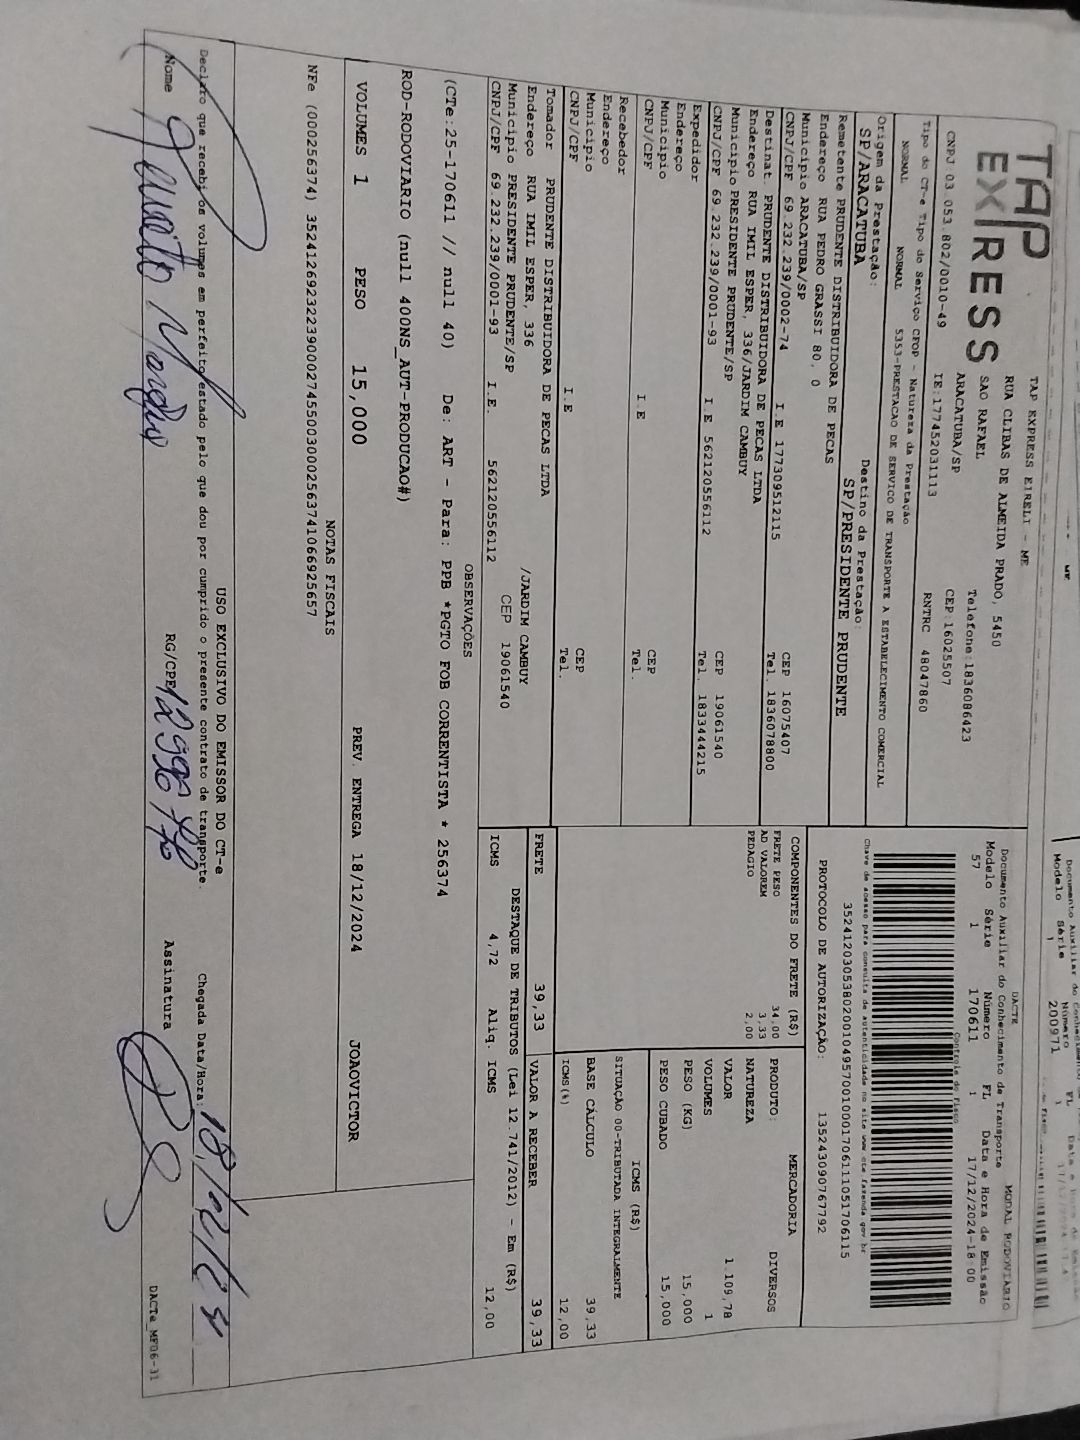 TAP
EXPRESS
TAP EXPRESS EIRELI - ME
RUA CLIBAS DE ALMEIDA PRADO, 5450
SAO RAFAEL Telefone:1836086423
ARACATUBA/SP CEP:16025507
CNPJ 03.053.802/0010-49 IE:177452031113 RNTRC 48047860
Tipo do CT-e Tipo do Serviço CFOP - Natureza da Prestação
NORMAL NORMAL 5353-PRESTACAO DE SERVICO DE TRANSPORTE A ESTABELECIMENTO COMERCIAL
Origem da Prestação: Destino da Prestação:
SP/ARACATUBA SP/PRESIDENTE PRUDENTE
Remetente PRUDENTE DISTRIBUIDORA DE PECAS
Endereço RUA PEDRO GRASSI 80, 0
Municipio ARACATUBA/SP CEP 16075407
CNPJ/CPF 69.232.239/0002-74 I.E 177309512115 Tel. 1836078800
Destinat. PRUDENTE DISTRIBUIDORA DE PECAS LTDA
Endereço RUA IMIL ESPER, 336/JARDIM CAMBUY
Municipio PRESIDENTE PRUDENTE/SP CEP 19061540
CNPJ/CPF 69.232.239/0001-93 I.E 562120556112 Tel. 1833444215
Expedidor
Endereço
Municipio CEP
CNPJ/CPF I.E Tel.
Recebedor
Endereço
Municipio CEP
CNPJ/CPF I.E Tel.
Tomador PRUDENTE DISTRIBUIDORA DE PECAS LTDA
Endereço RUA IMIL ESPER, 336 /JARDIM CAMBUY
Municipio PRESIDENTE PRUDENTE/SP CEP 19061540
CNPJ/CPF 69.232.239/0001-93 I.E. 562120556112
DACTE MODAL RODOVIARIO
Documento Auxiliar do Conhecimento de Transporte
Modelo Série Número FL Data e Hora de Emissão
57 1 170611 1 17/12/2024-18:00
Controle do Fisco
35241203053802001049570010001706111051706115
Chave de acesso para consulta de autenticidade no site www.cte.fazenda.gov.br
PROTOCOLO DE AUTORIZAÇÃO: 135243090767792
COMPONENTES DO FRETE (R$)
FRETE PESO 34,00
AD VALOREM 3,33
PEDAGIO 2,00
PRODUTO: MERCADORIA
NATUREZA DIVERSOS
VALOR 1.109,78
VOLUMES 1
PESO (KG) 15,000
PESO CUBADO 15,000
ICMS (R$)
SITUAÇÃO 00-TRIBUTADA INTEGRALMENTE
BASE CÁLCULO 39,33
ICMS(%) 12,00
FRETE 39,33 VALOR A RECEBER 39,33
DESTAQUE DE TRIBUTOS (Lei 12.741/2012) - Em (R$)
ICMS 4,72 Aliq. ICMS 12,00
OBSERVAÇÕES
(CTe:25-170611 // null 40) De: ART - Para: PPB *PGTO FOB CORRENTISTA * 256374
ROD-RODOVIARIO (null 400NS_AUT-PRODUCAO#)
VOLUMES 1 PESO 15,000 PREV. ENTREGA 18/12/2024 JOAOVICTOR
NOTAS FISCAIS
NFe (000256374) 35241269232239000274550030002563741066925657
USO EXCLUSIVO DO EMISSOR DO CT-e
Declaro que recebi os volumes em perfeito estado pelo que dou por cumprido o presente contrato de transporte. Chegada Data/Hora: 18/12/24
Nome RG/CPF Assinatura
DACTe_MF06-31
Documento Auxiliar do
Modelo Série Número FL
1 200971 1
ME